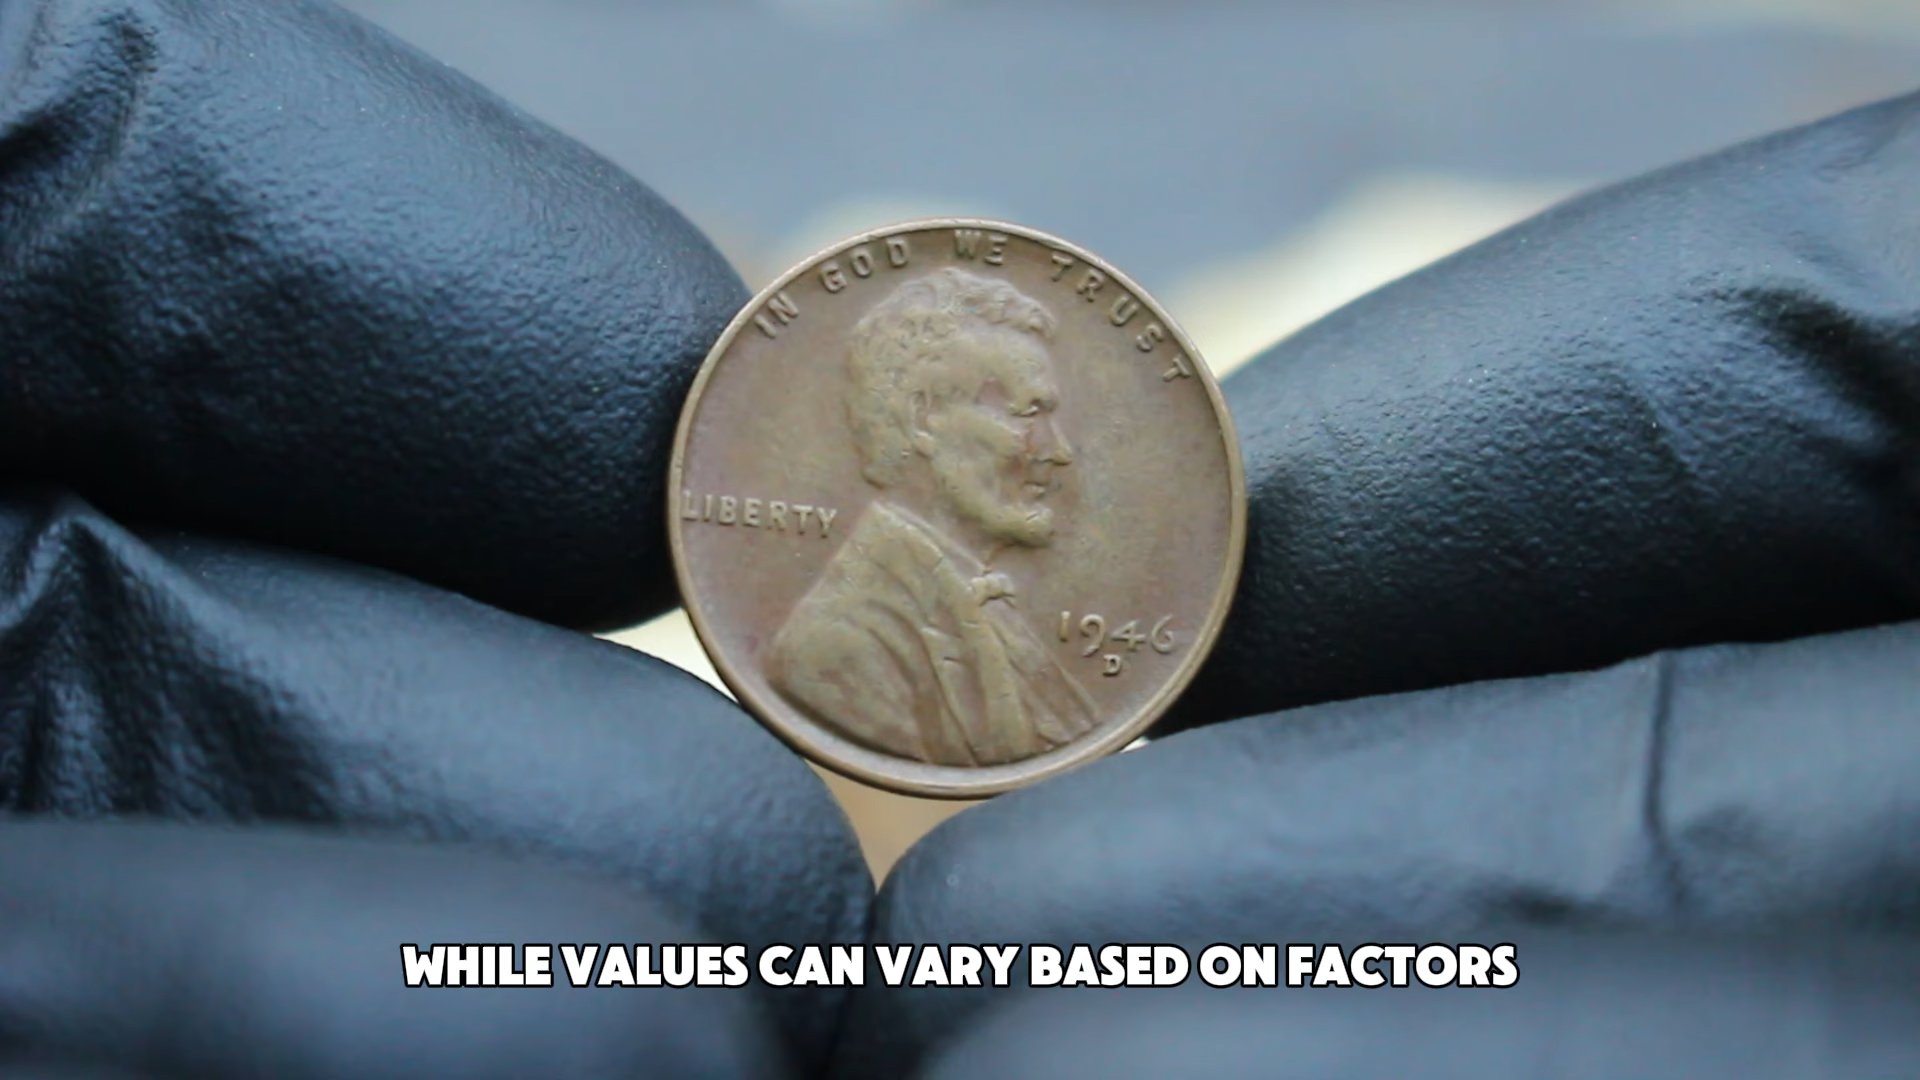 IN GOD WE TRUST
LIBERTY
1946
D
WHILE VALUES CAN VARY BASED ON FACTORS